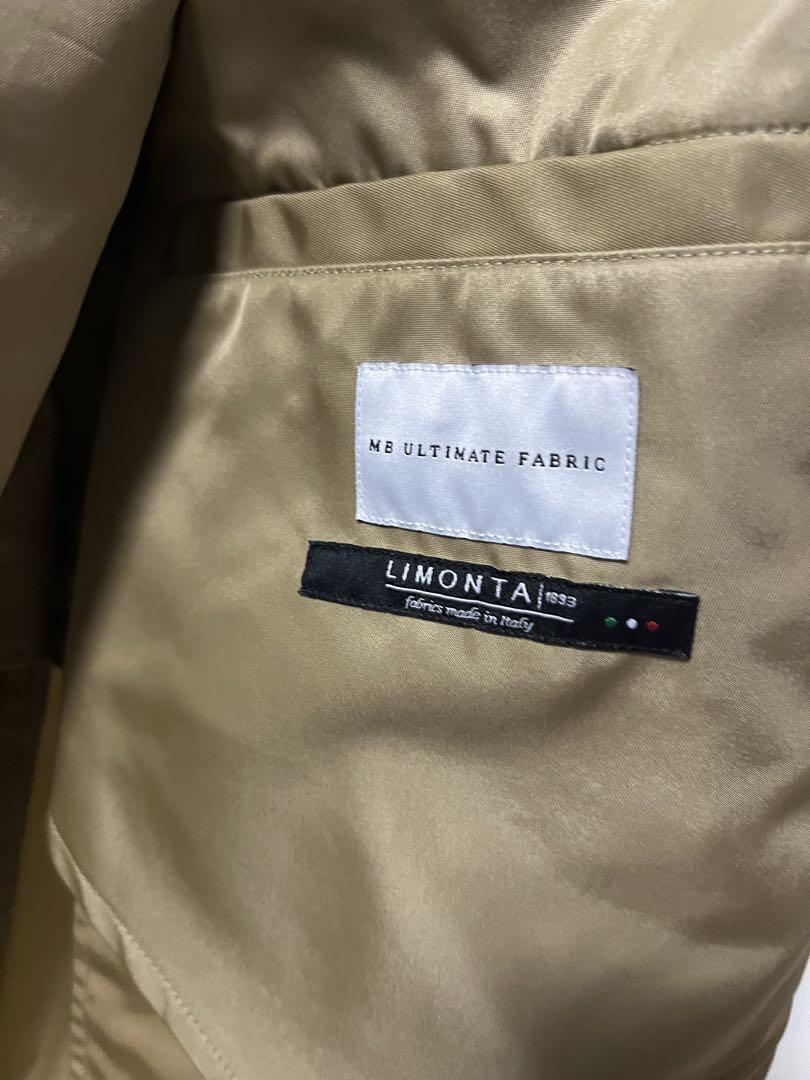 MB ULTIMATE FABRIC
LIMONTA 1893
fabrics made in Italy